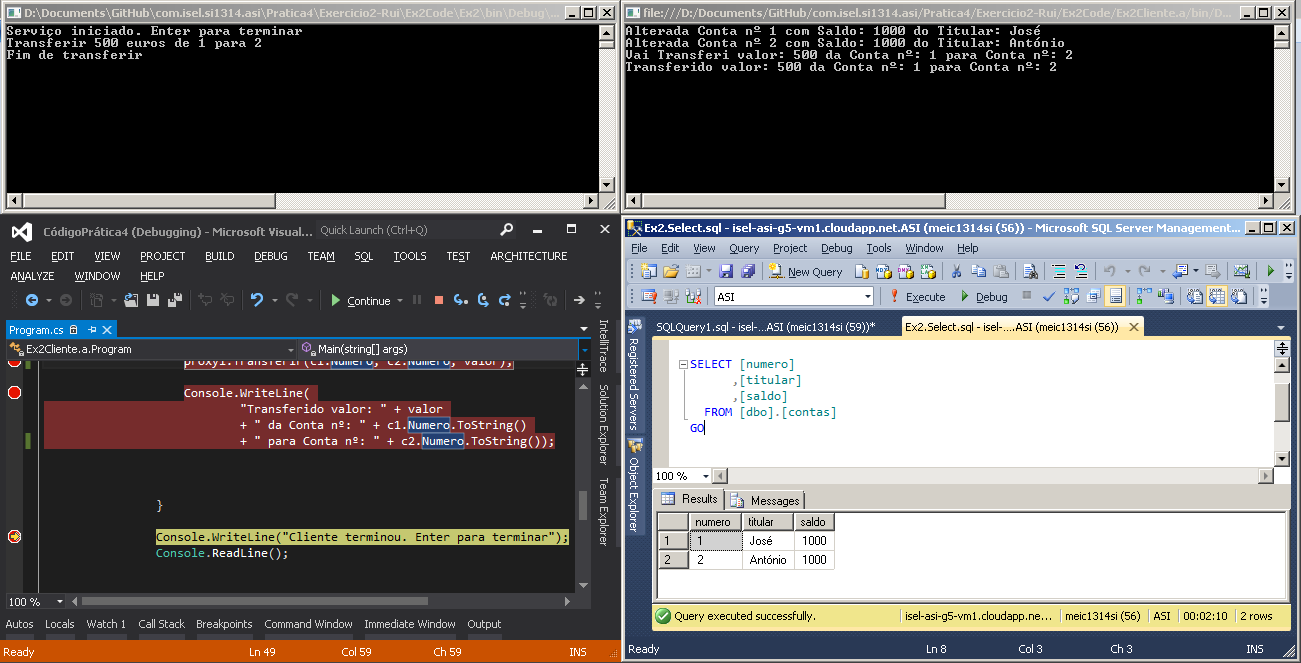 D:\Documents\GitHub\com.isel.si1314.asi\Pratica4\Exercicio2-Rui\Ex2Code\Ex2\bin\Debug\
Serviço iniciado. Enter para terminar
Transferir 500 euros de 1 para 2
Fim de transferir
file:///D:/Documents/GitHub/com.isel.si1314.asi/Pratica4/Exercicio2-Rui/Ex2Code/Ex2Cliente.a/bin/D...
Alterada Conta nº 1 com Saldo: 1000 do Titular: José
Alterada Conta nº 2 com Saldo: 1000 do Titular: António
Vai Transferi valor: 500 da Conta nº: 1 para Conta nº: 2
Transferido valor: 500 da Conta nº: 1 para Conta nº: 2
CódigoPrática4 (Debugging) - Microsoft Visual...
Quick Launch (Ctrl+Q)
FILE EDIT VIEW PROJECT BUILD DEBUG TEAM SQL TOOLS TEST ARCHITECTURE
ANALYZE WINDOW HELP
Continue
Program.cs
Ex2Cliente.a.Program
Main(string[] args)
proxy1.Transferir(c1.Numero, c2.Numero, valor);
Console.WriteLine(
"Transferido valor: " + valor
+ " da Conta nº: " + c1.Numero.ToString()
+ " para Conta nº: " + c2.Numero.ToString());
}
Console.WriteLine("Cliente terminou. Enter para terminar");
Console.ReadLine();
100 %
IntelliTrace
Solution Explorer
Team Explorer
Autos Locals Watch 1 Call Stack Breakpoints Command Window Immediate Window Output
Ready Ln 49 Col 59 Ch 59 INS
Ex2.Select.sql - isel-asi-g5-vm1.cloudapp.net.ASI (meic1314si (56)) - Microsoft SQL Server Management...
File Edit View Query Project Debug Tools Window Help
New Query
ASI
Execute
Debug
Registered Servers
Object Explorer
SQLQuery1.sql - isel-...ASI (meic1314si (59))*
Ex2.Select.sql - isel-....ASI (meic1314si (56))
SELECT [numero]
,[titular]
,[saldo]
FROM [dbo].[contas]
GO
100 %
Results Messages
numero titular saldo
1 1 José 1000
2 2 António 1000
Query executed successfully. isel-asi-g5-vm1.cloudapp.ne... meic1314si (56) ASI 00:02:10 2 rows
Ready Ln 8 Col 3 Ch 3 INS